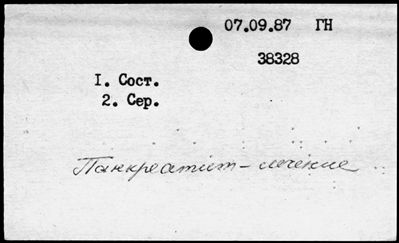 07.09.87 ГН
38328
I. Сост.
2. Сер.
Панкреатит - лечение